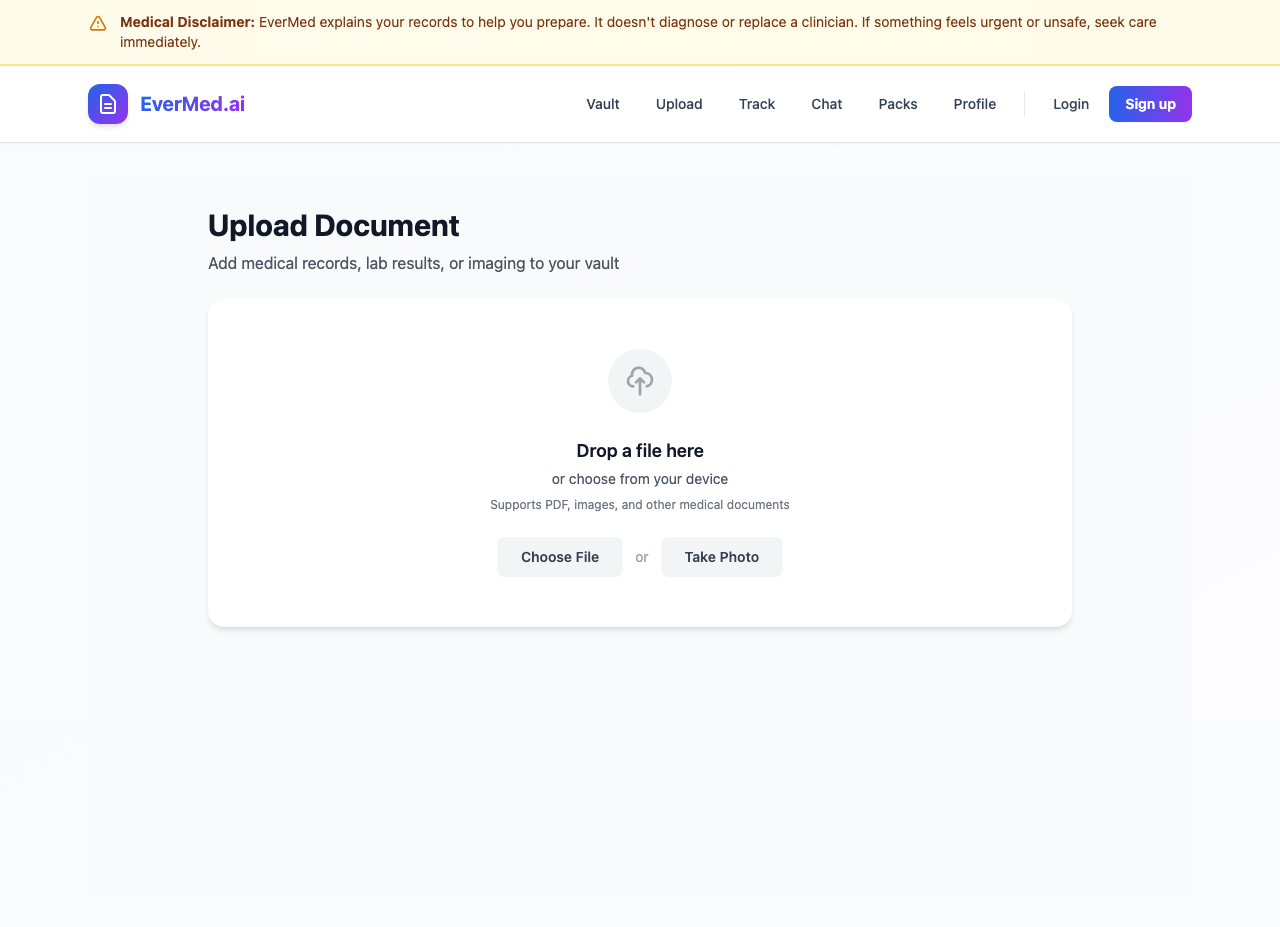 Medical Disclaimer: EverMed explains your records to help you prepare. It doesn't diagnose or replace a clinician. If something feels urgent or unsafe, seek care
immediately.
EverMed.ai
Vault
Upload
Track
Chat
Packs
Profile
Login
Sign up
Upload Document
Add medical records, lab results, or imaging to your vault
Drop a file here
or choose from your device
Supports PDF, images, and other medical documents
Choose File
or
Take Photo